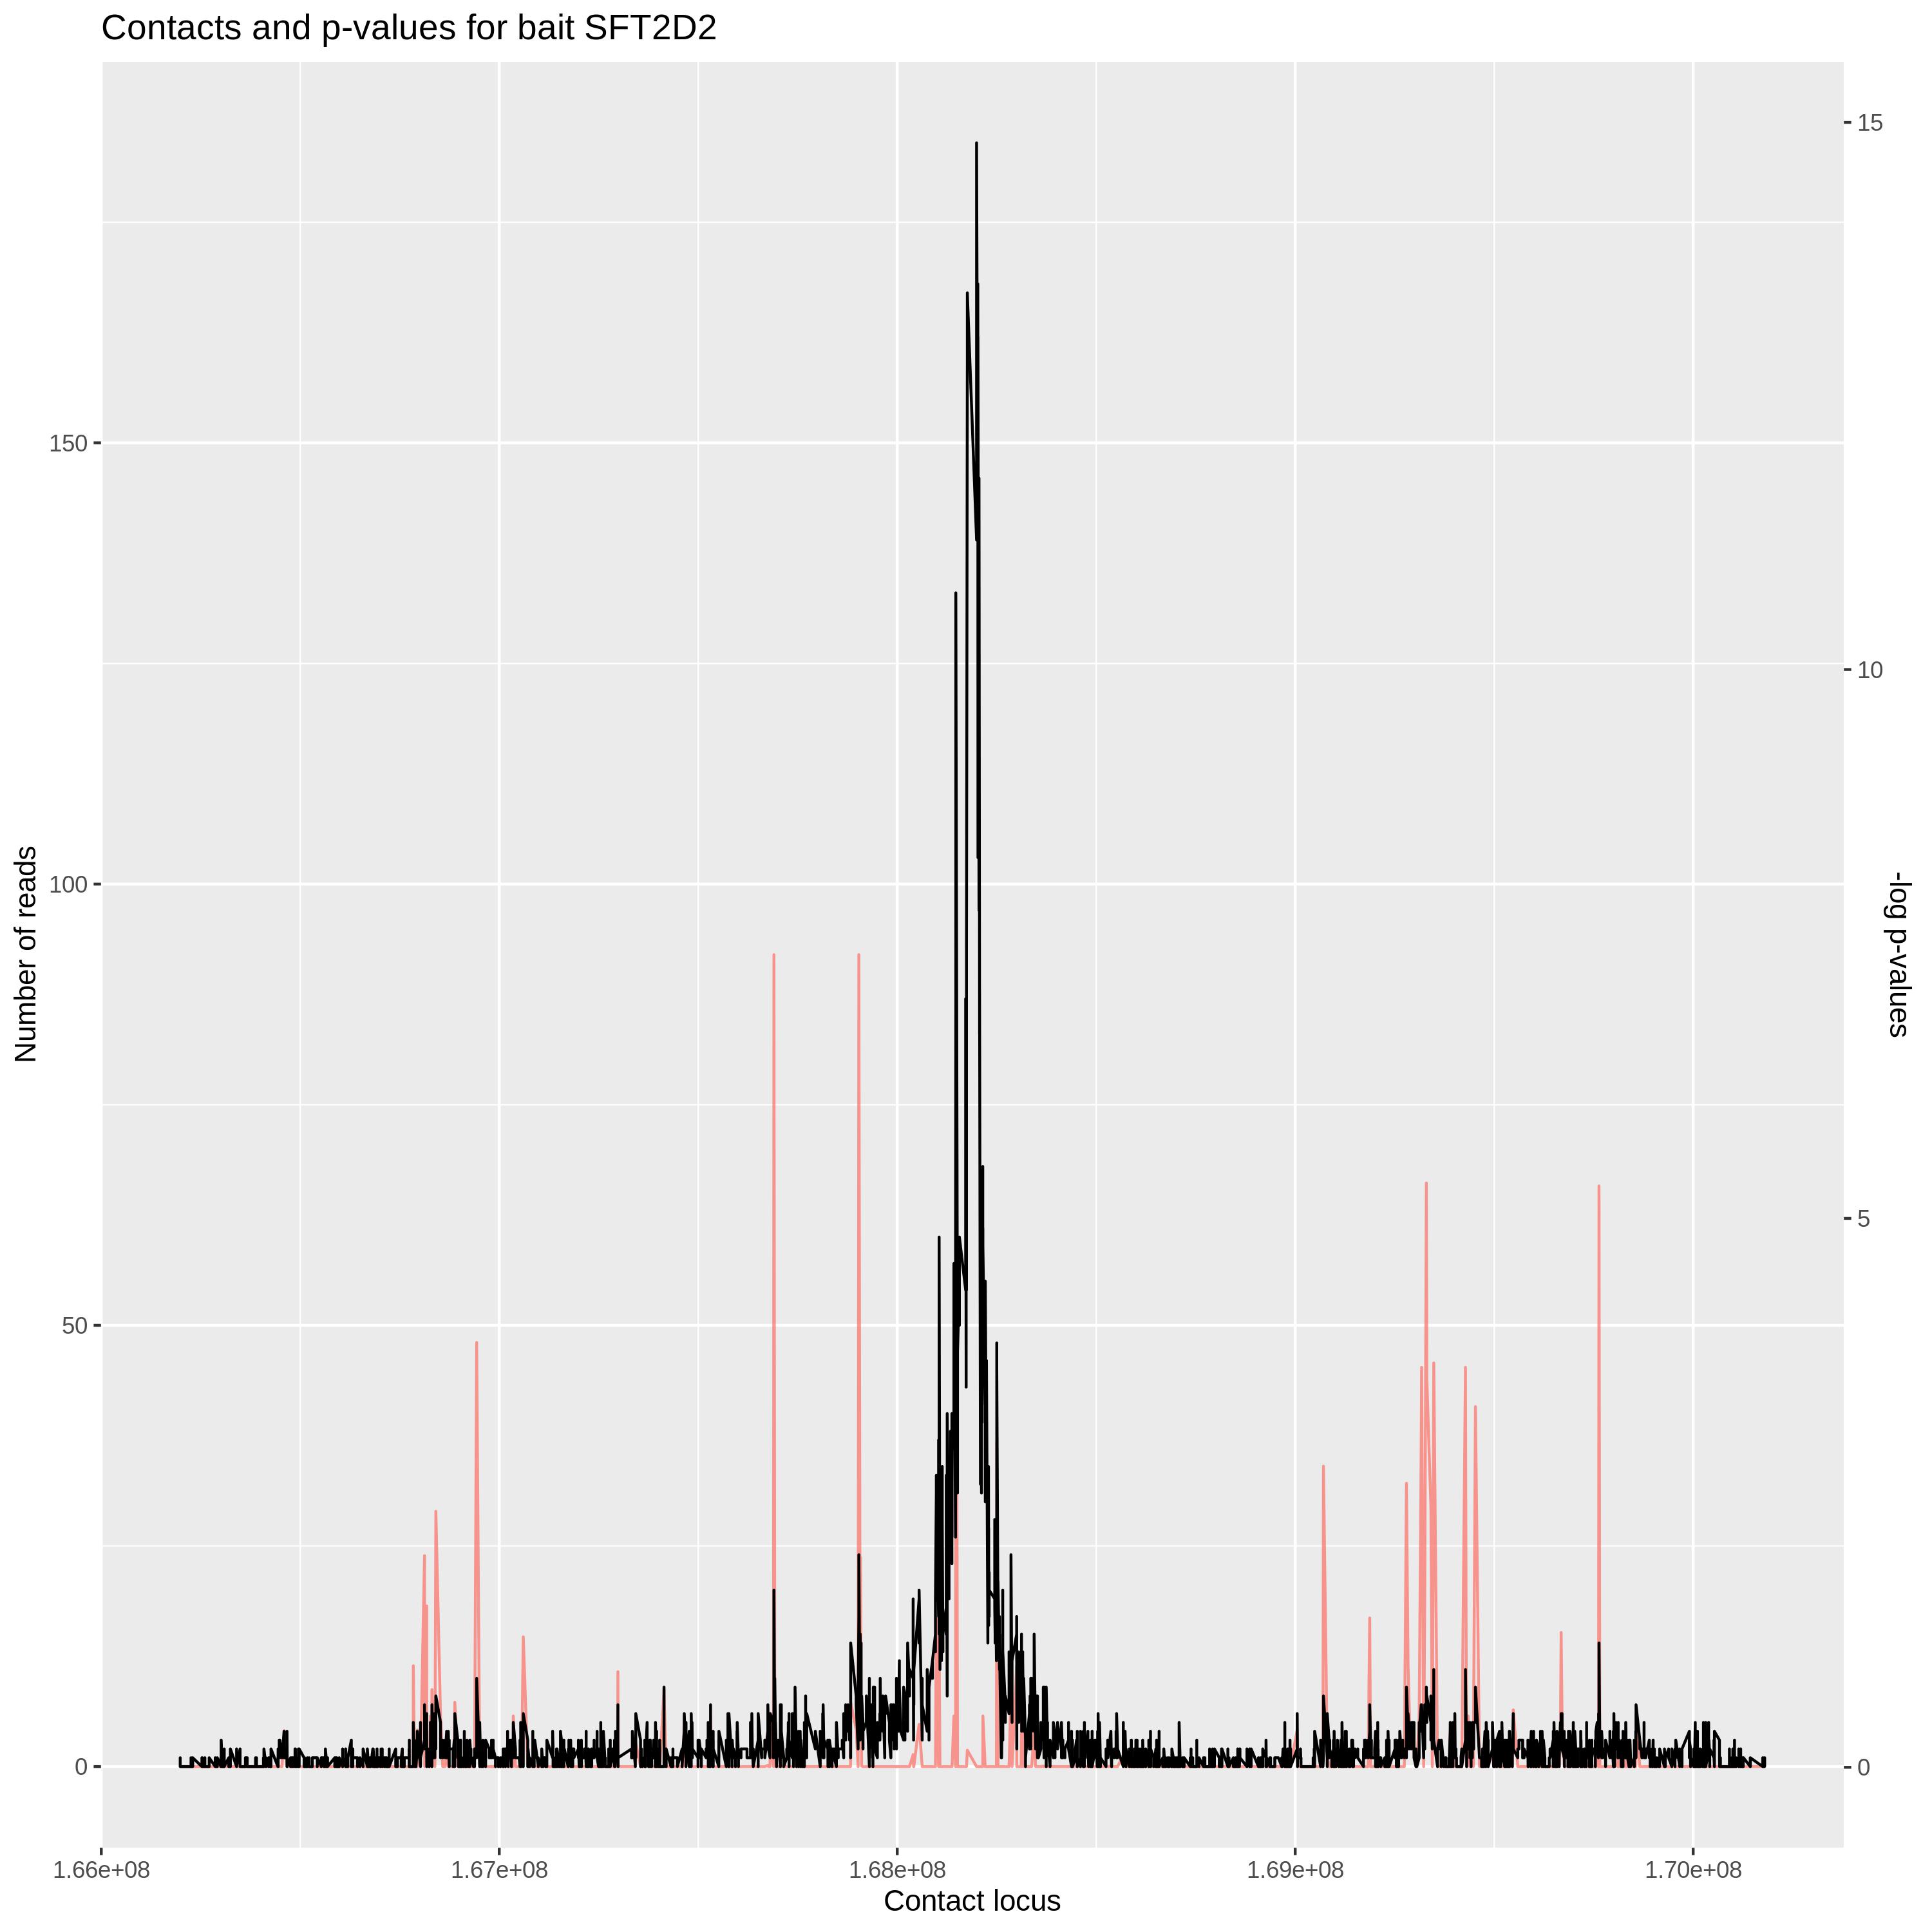 Contacts and p-values for bait SFT2D2
15
150
10
100
Number of reads
-log p-values
5
50
0
0
1.66e+08
1.67e+08
1.68e+08
1.69e+08
1.70e+08
Contact locus